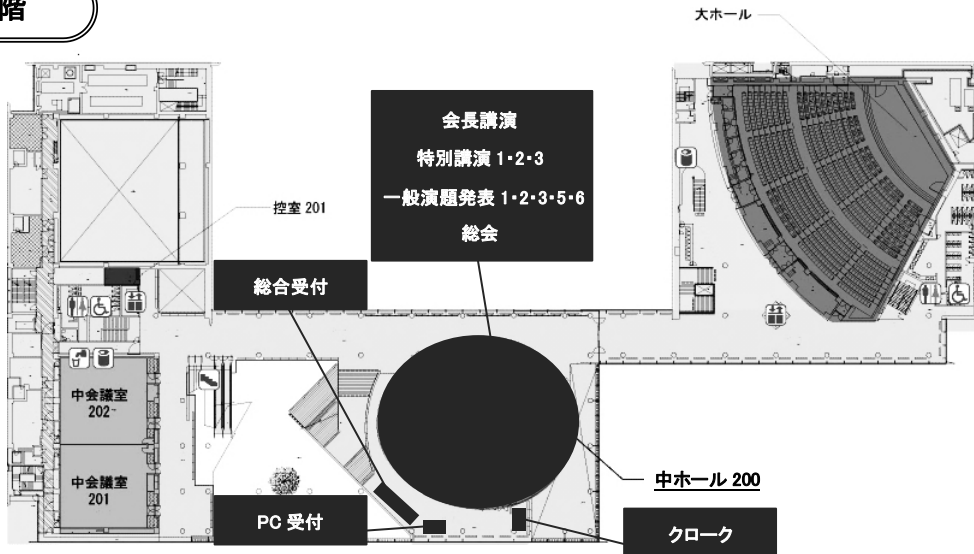 階
大ホール
会長講演
特別講演 1・2・3
一般演題発表 1・2・3・5・6
総会
控室 201
総合受付
中会議室
202
中会議室
201
中ホール 200
PC 受付
クローク